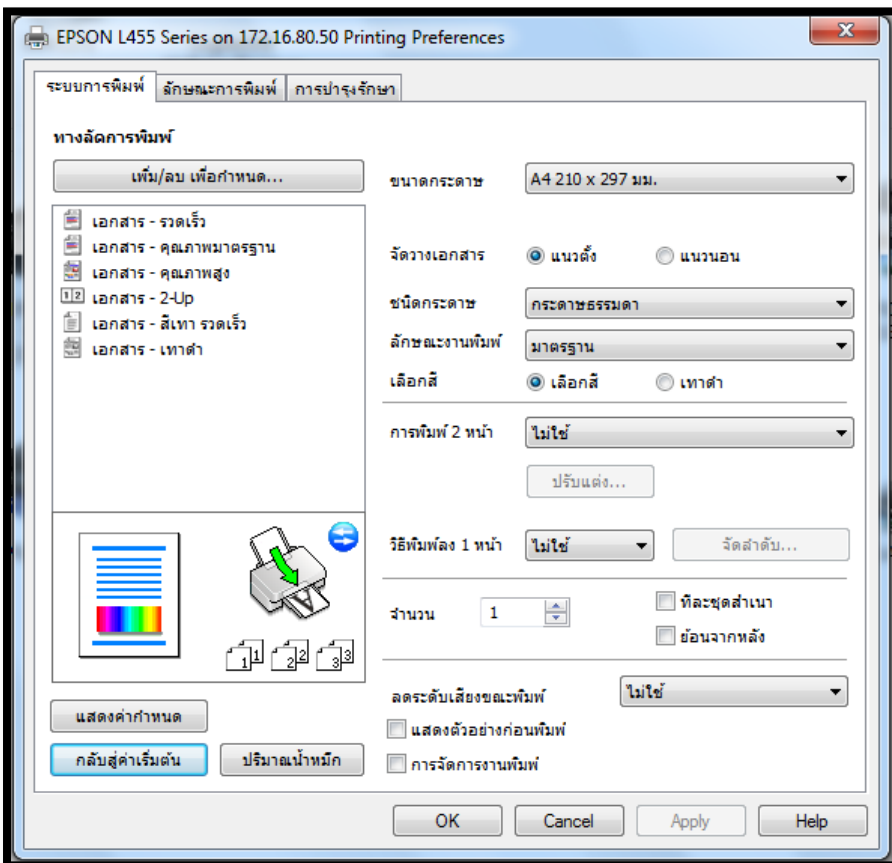 EPSON L455 Series on 172.16.80.50 Printing Preferences
ระบบการพิมพ์ ลักษณะการพิมพ์ การบำรุงรักษา
ทางลัดการพิมพ์
เพิ่ม/ลบ เพื่อกำหนด...
เอกสาร - รวดเร็ว
เอกสาร - คุณภาพมาตรฐาน
เอกสาร - คุณภาพสูง
1 2 เอกสาร - 2-Up
เอกสาร - สีเทา รวดเร็ว
เอกสาร - เทาดำ
ขนาดกระดาษ A4 210 x 297 มม.
จัดวางเอกสาร แนวตั้ง แนวนอน
ชนิดกระดาษ กระดาษธรรมดา
ลักษณะงานพิมพ์ มาตรฐาน
เลือกสี เลือกสี เทาดำ
การพิมพ์ 2 หน้า ไม่ใช้
ปรับแต่ง...
วิธีพิมพ์ลง 1 หน้า ไม่ใช้ จัดลำดับ...
จำนวน 1 ทีละชุดสำเนา
ย้อนจากหลัง
A
1 1 2 2 3 3
ลดระดับเสียงขณะพิมพ์ ไม่ใช้
แสดงตัวอย่างก่อนพิมพ์
การจัดการงานพิมพ์
แสดงค่ากำหนด
กลับสู่ค่าเริ่มต้น ปริมาณน้ำหมึก
OK Cancel Apply Help